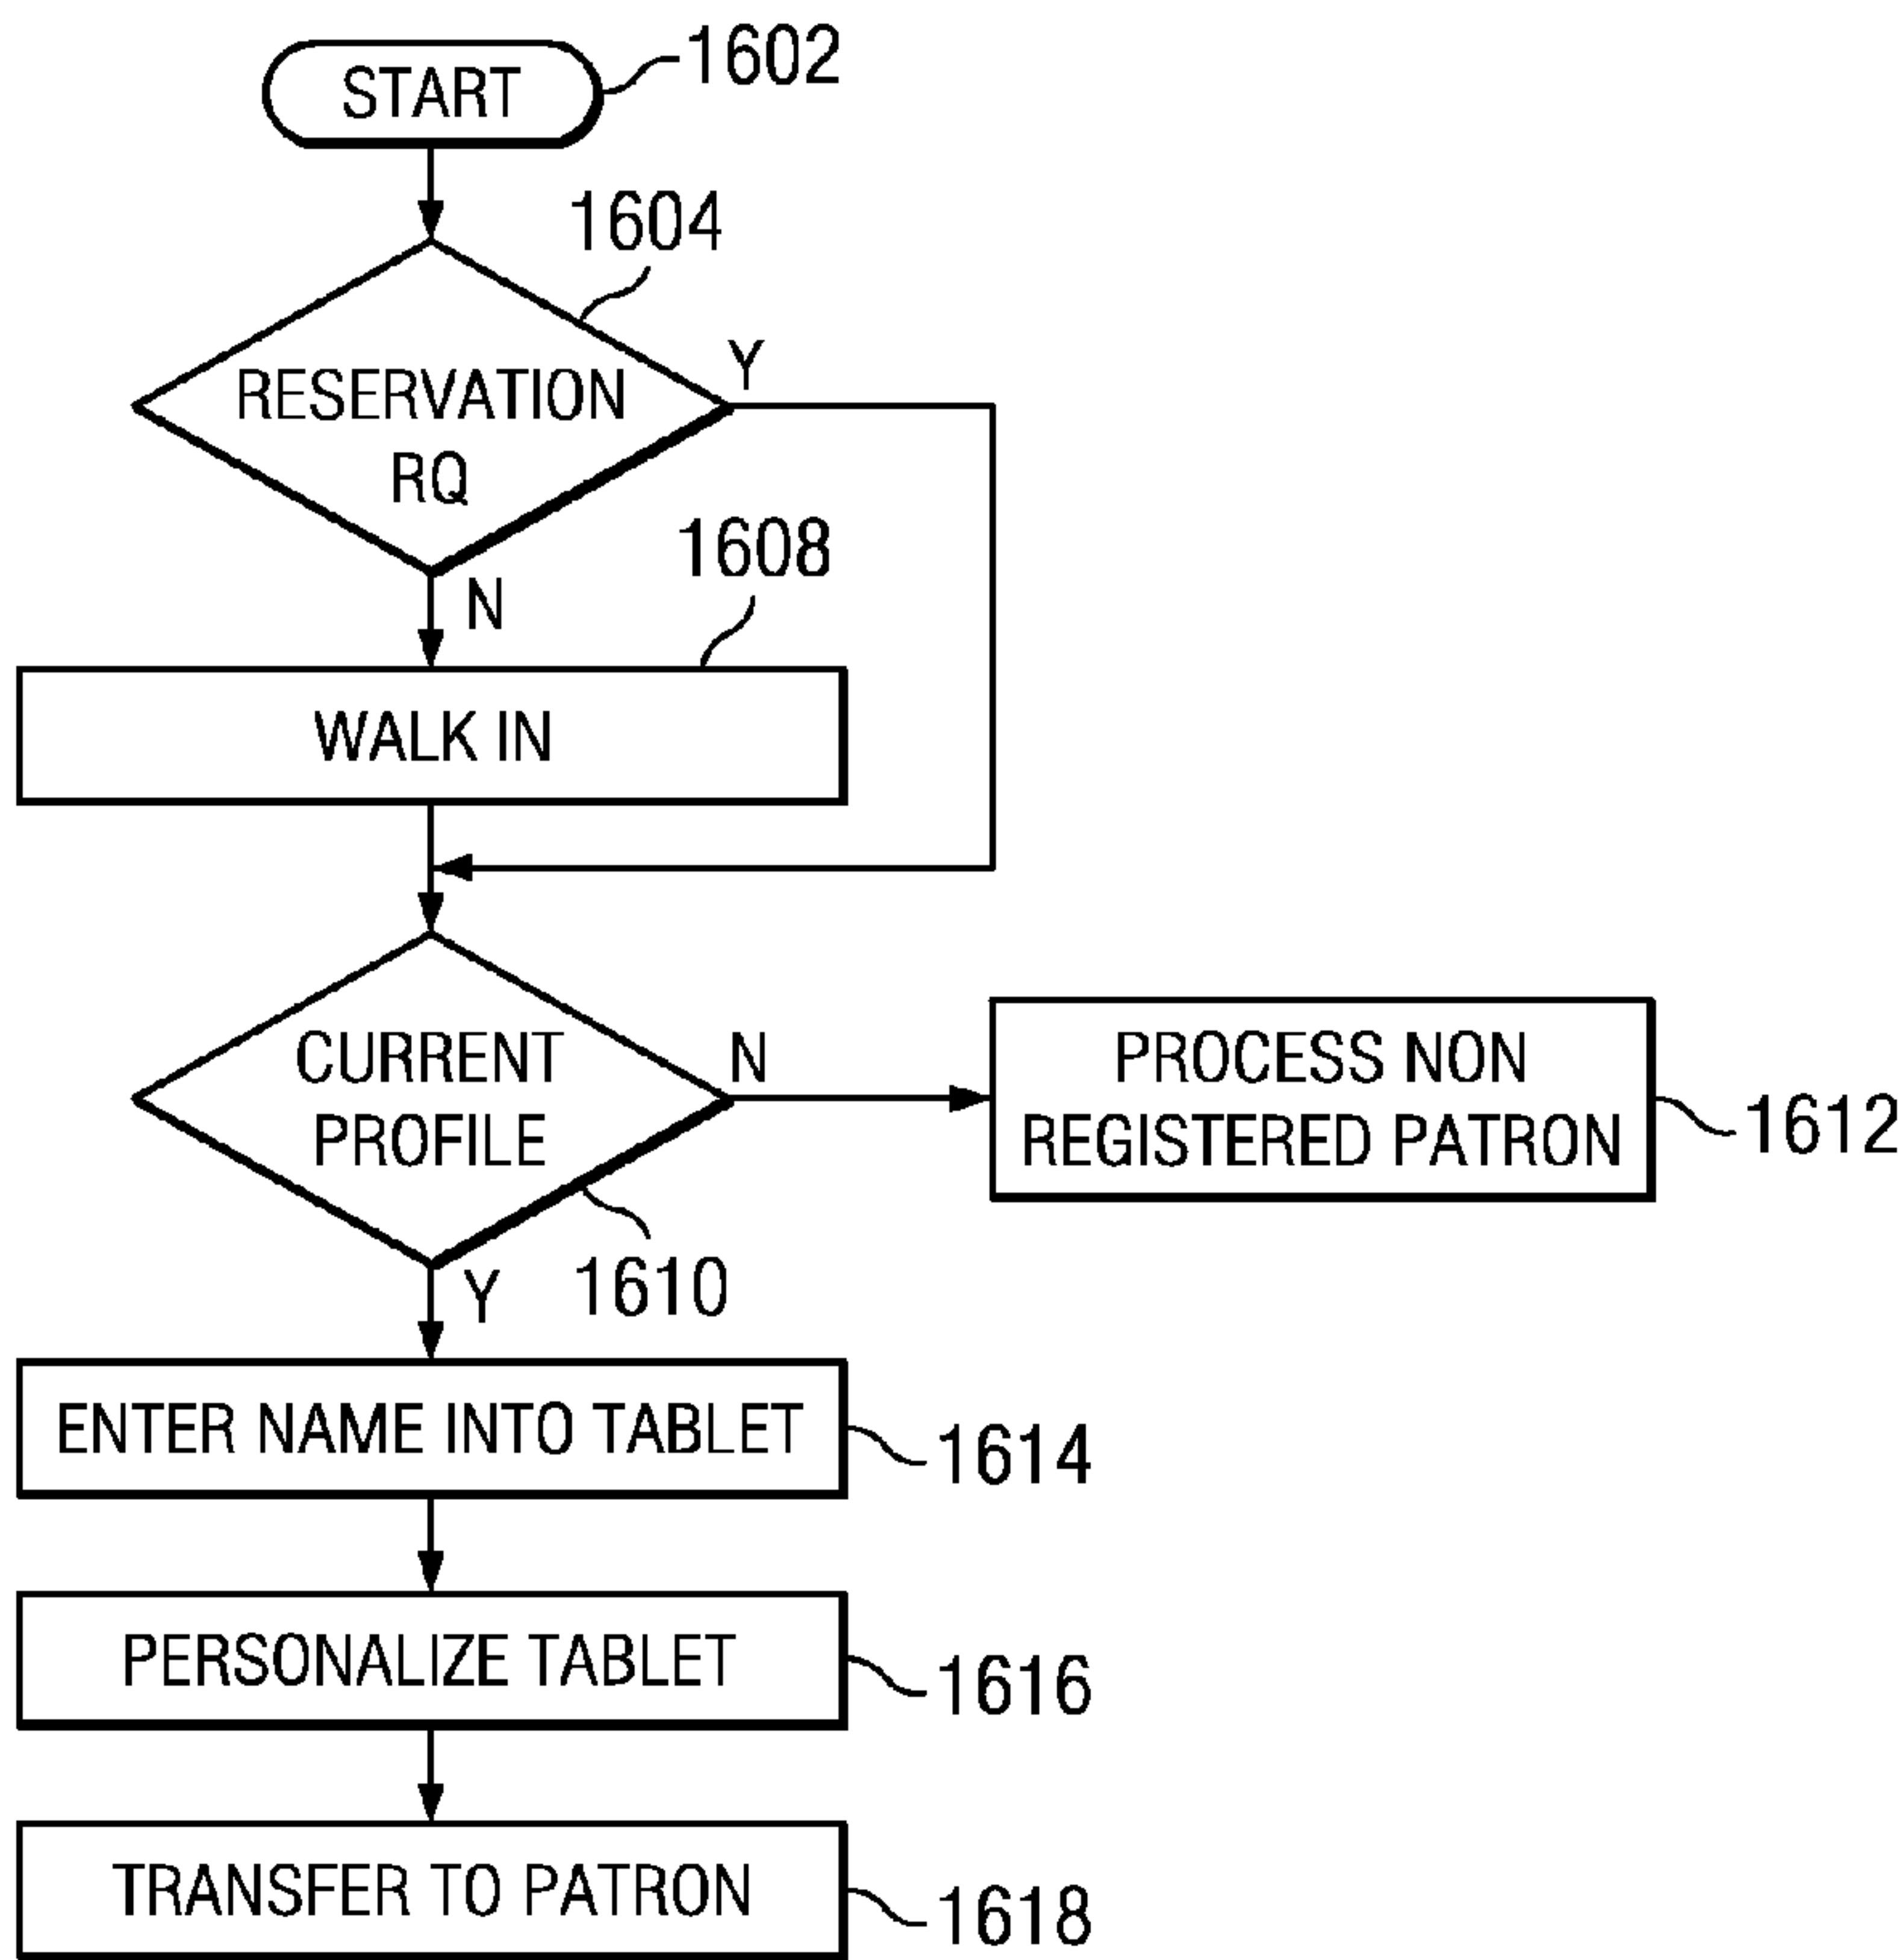 START
1602
1604
RESERVATION
RQ
Y
N
1608
WALK IN
CURRENT
PROFILE
N
PROCESS NON
REGISTERED PATRON
1612
Y
1610
ENTER NAME INTO TABLET
1614
PERSONALIZE TABLET
1616
TRANSFER TO PATRON
1618